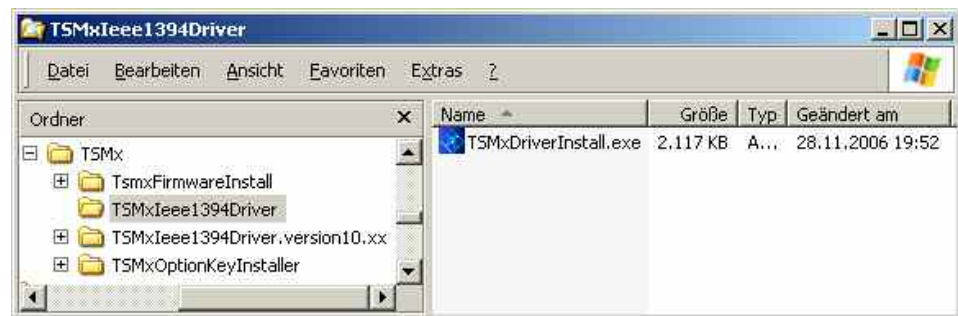 TSMxIeee1394Driver
Datei Bearbeiten Ansicht Favoriten Extras ?
Ordner
TSMx
TsmxFirmwareInstall
TSMxIeee1394Driver
TSMxIeee1394Driver.version10.xx
TSMxOptionKeyInstaller
Name Größe Typ Geändert am
TSMxDriverInstall.exe 2.117 KB A... 28.11.2006 19:52